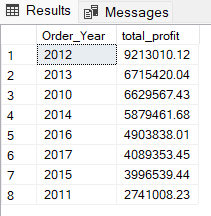 Results Messages
Order_Year total_profit
1 2012 9213010.12
2 2013 6715420.04
3 2010 6629567.43
4 2014 5879461.68
5 2016 4903838.01
6 2017 4089353.45
7 2015 3996539.44
8 2011 2741008.23